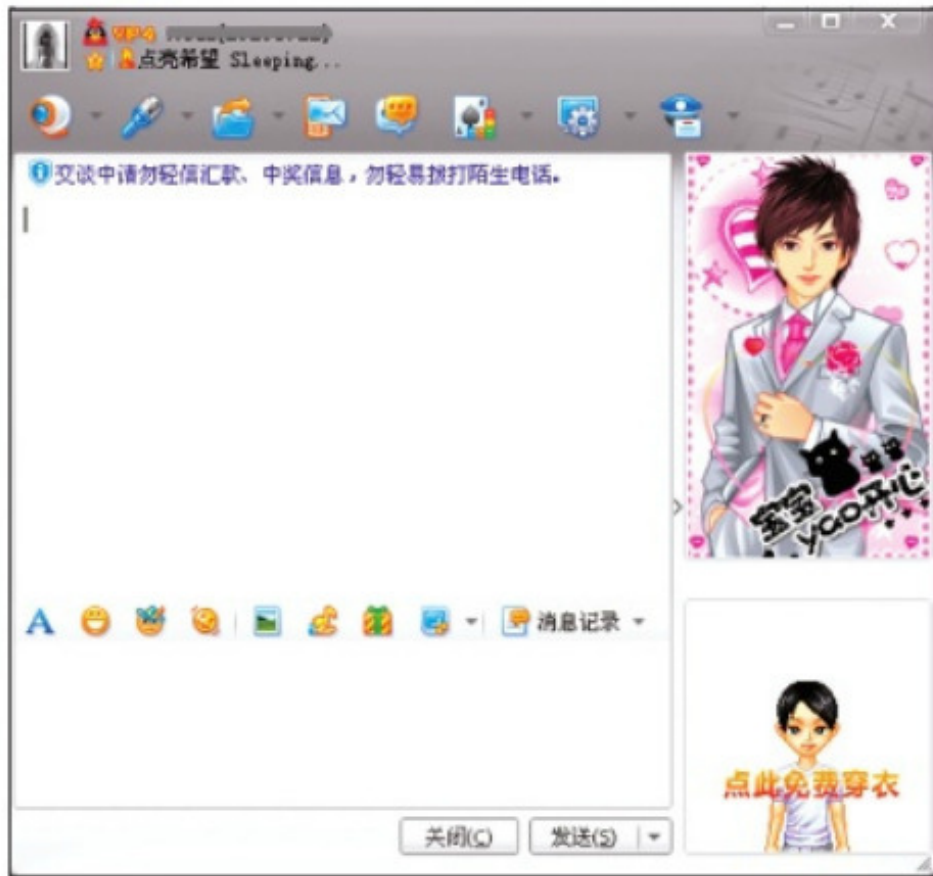 VIP4
点亮希望 Sleeping...
交谈中请勿轻信汇款、中奖信息，勿轻易拨打陌生电话。
宝宝
yao开心
A
消息记录
点此免费穿衣
关闭(C)
发送(S)